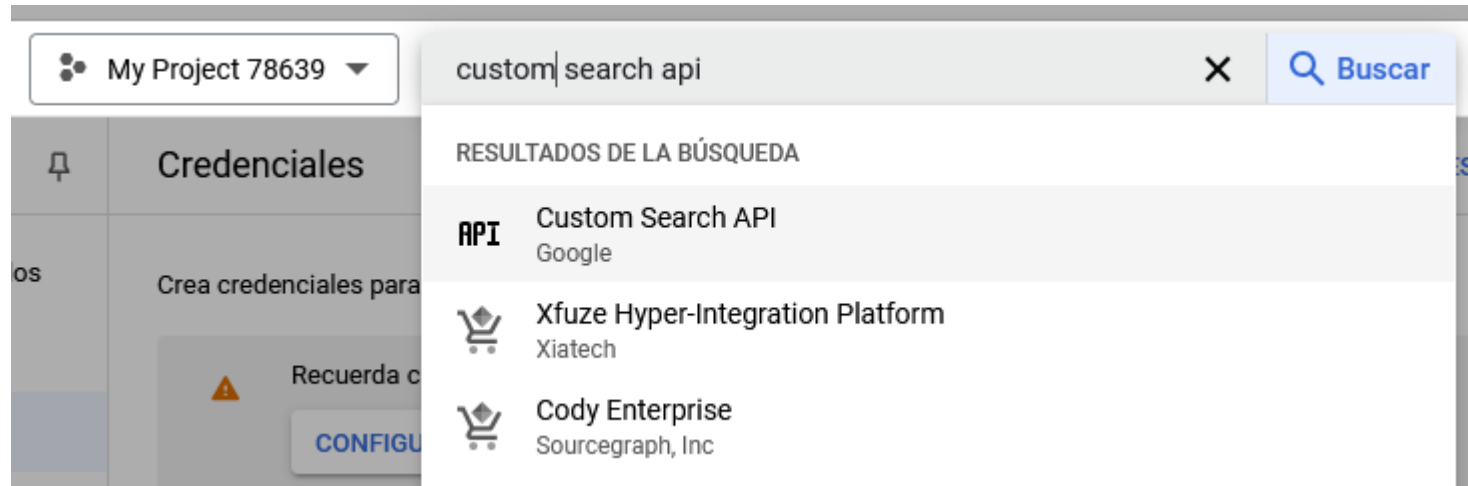 My Project 78639
custom search api
Buscar
Credenciales
RESULTADOS DE LA BÚSQUEDA
API
Custom Search API
Google
os
Crea credenciales para
Xfuze Hyper-Integration Platform
Xiatech
Recuerda c
CONFIGU
Cody Enterprise
Sourcegraph, Inc